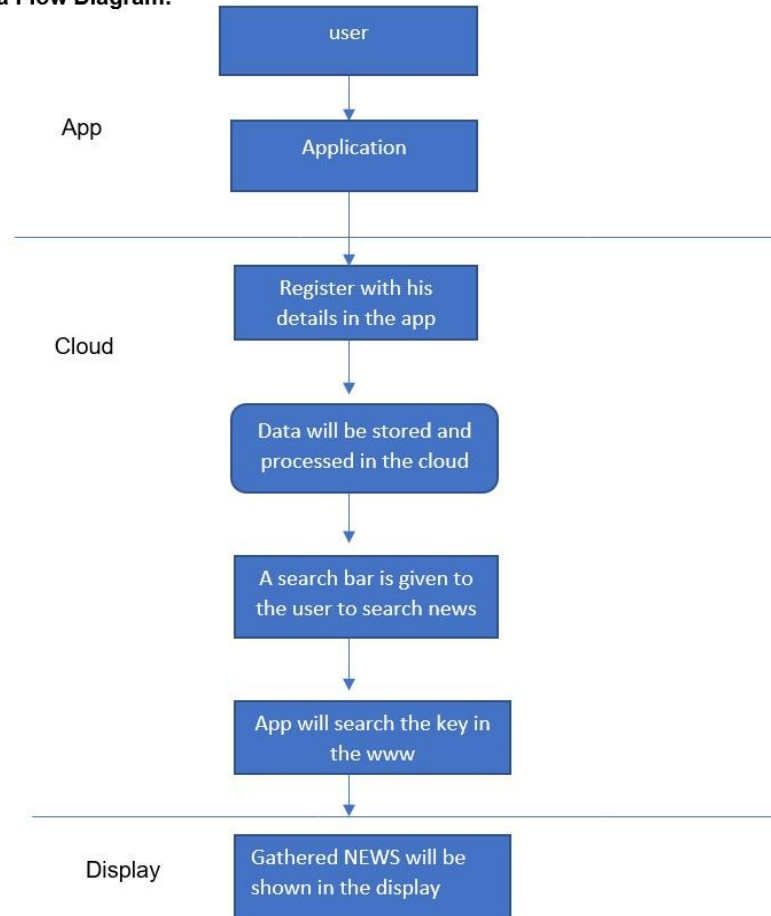 Flow Diagram:
user
App
Application
Register with his
details in the app
Cloud
Data will be stored and
processed in the cloud
A search bar is given to
the user to search news
App will search the key in
the www
Display
Gathered NEWS will be
shown in the display